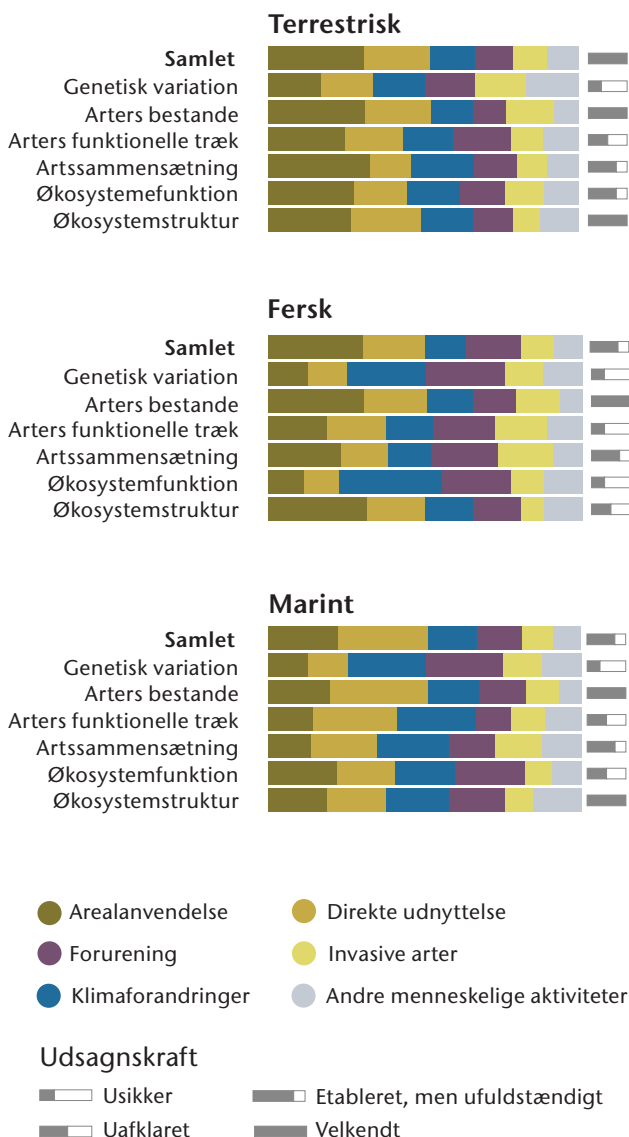 Terrestrisk
Samlet
Genetisk variation
Arters bestande
Arters funktionelle træk
Artssammensætning
Økosystemefunktion
Økosystemstruktur
Fersk
Samlet
Genetisk variation
Arters bestande
Arters funktionelle træk
Artssammensætning
Økosystemfunktion
Økosystemstruktur
Marint
Samlet
Genetisk variation
Arters bestande
Arters funktionelle træk
Artssammensætning
Økosystemfunktion
Økosystemstruktur
Arealanvendelse
Direkte udnyttelse
Forurening
Invasive arter
Klimaforandringer
Andre menneskelige aktiviteter
Udsagnskraft
Usikker
Etableret, men ufuldstændigt
Uafklaret
Velkendt